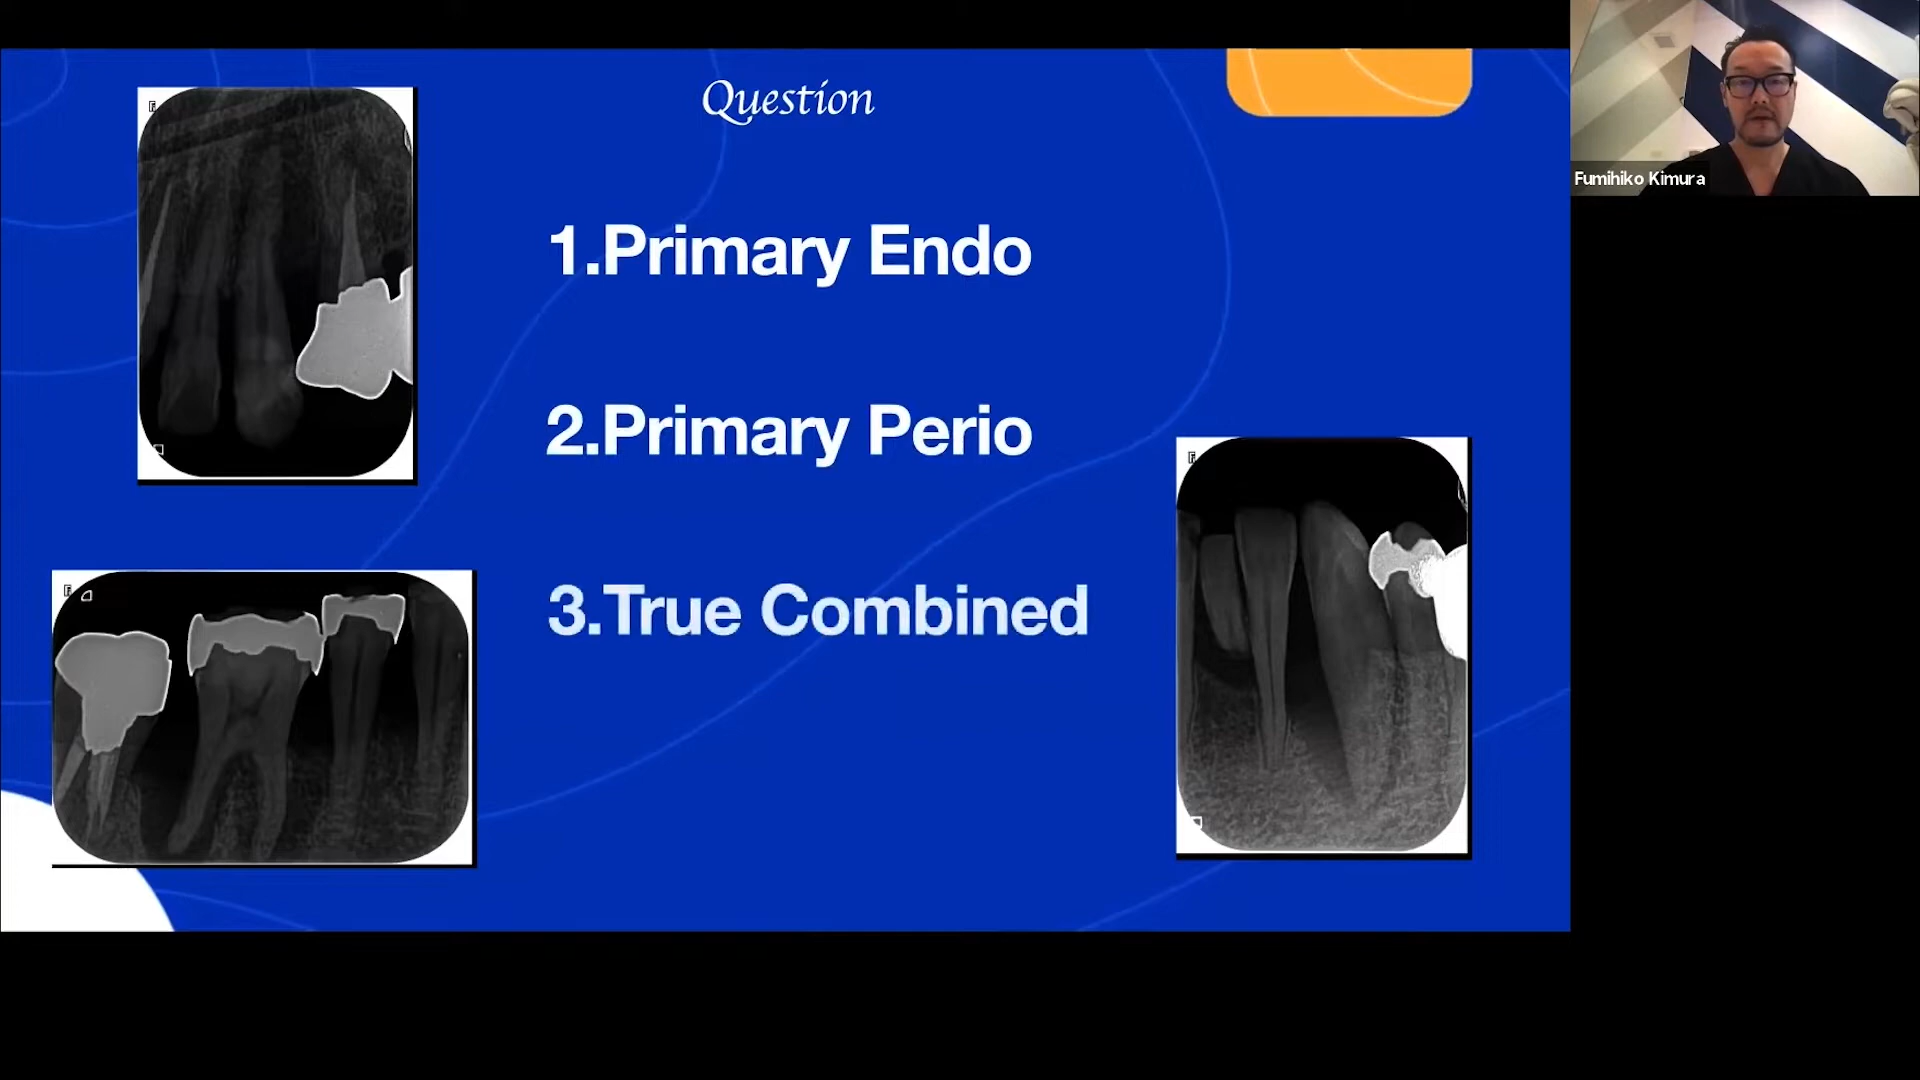 Question
1.Primary Endo
2.Primary Perio
3.True Combined
Fumihiko Kimura